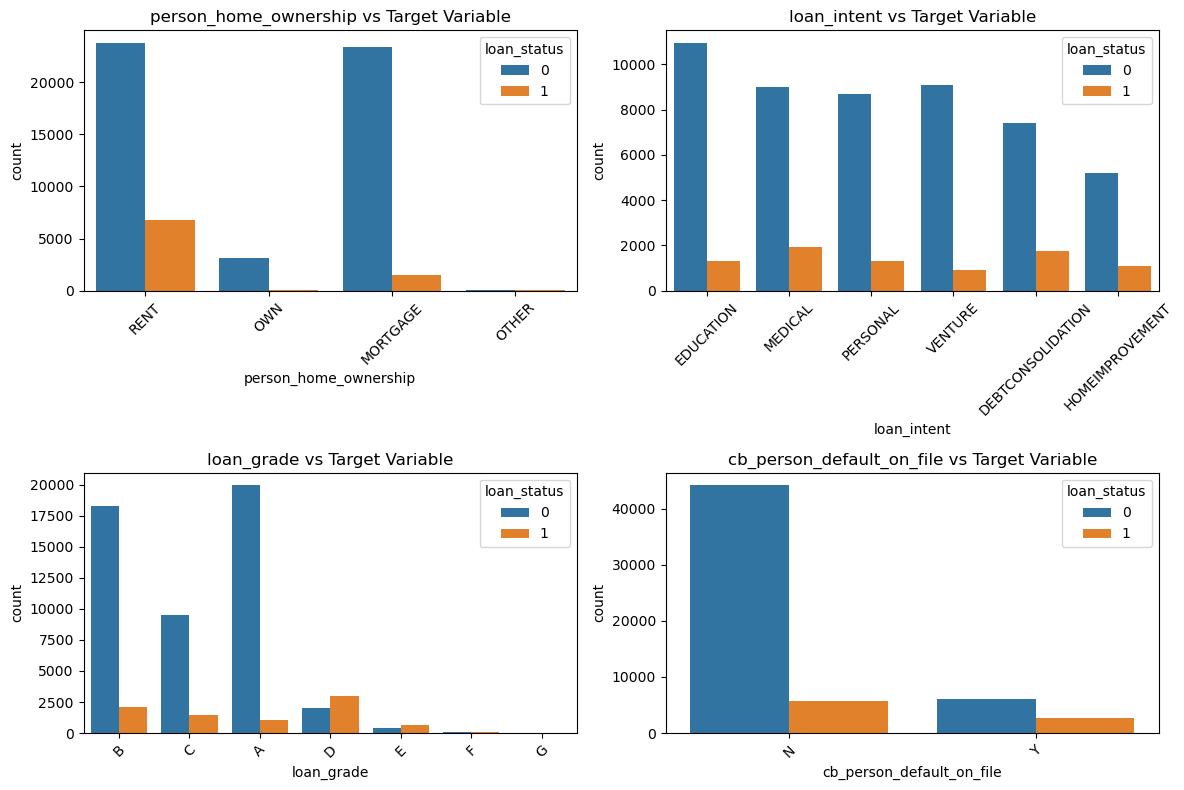 person_home_ownership vs Target Variable
count
20000
15000
10000
5000
0
loan_status
0
1
RENT
OWN
MORTGAGE
OTHER
person_home_ownership
loan_intent vs Target Variable
count
10000
8000
6000
4000
2000
0
loan_status
0
1
EDUCATION
MEDICAL
PERSONAL
VENTURE
DEBTCONSOLIDATION
HOMEIMPROVEMENT
loan_intent
loan_grade vs Target Variable
count
20000
17500
15000
12500
10000
7500
5000
2500
0
loan_status
0
1
B
C
A
D
E
F
G
loan_grade
cb_person_default_on_file vs Target Variable
count
40000
30000
20000
10000
0
loan_status
0
1
N
Y
cb_person_default_on_file